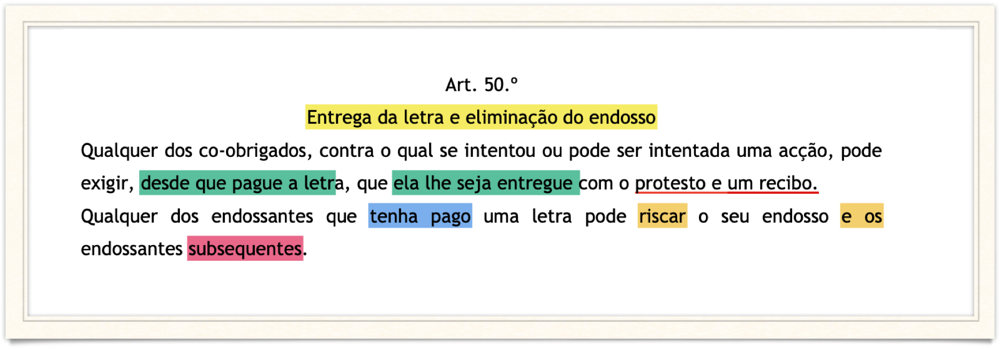 Art. 50.º
Entrega da letra e eliminação do endosso
Qualquer dos co-obrigados, contra o qual se intentou ou pode ser intentada uma acção, pode
exigir, desde que pague a letra, que ela lhe seja entregue com o protesto e um recibo.
Qualquer dos endossantes que tenha pago uma letra pode riscar o seu endosso e os
endossantes subsequentes.